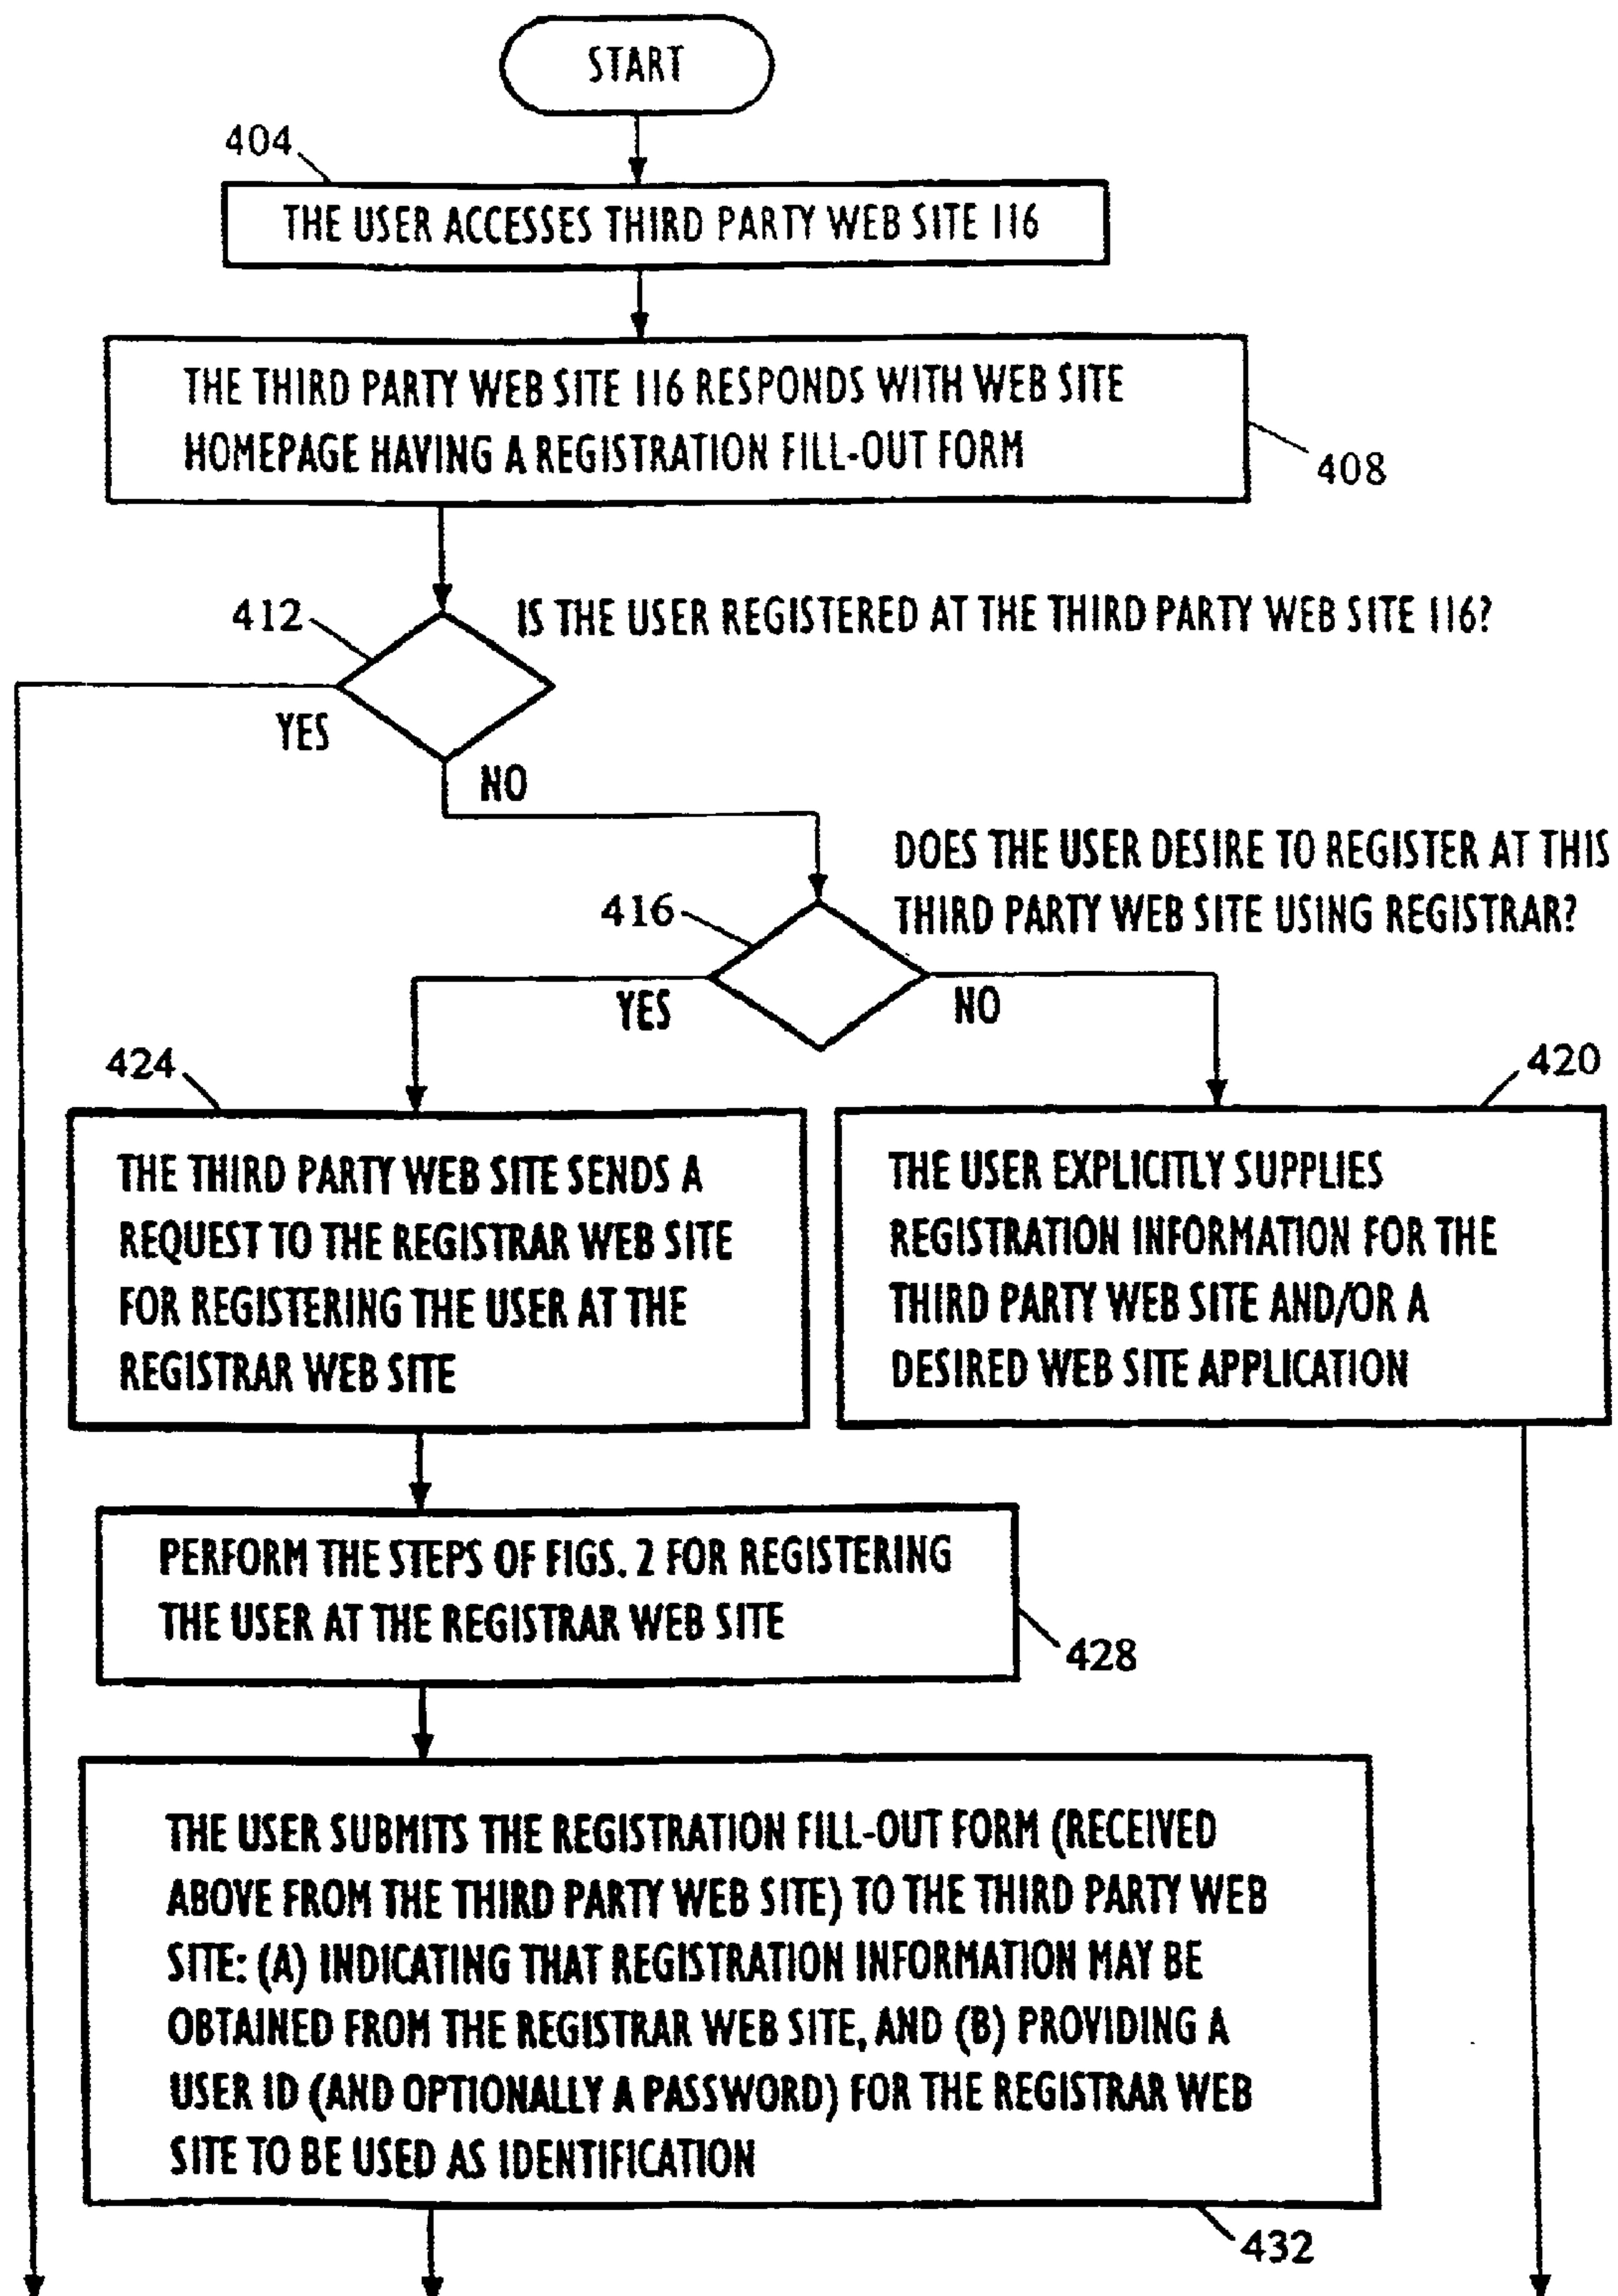 START
404
THE USER ACCESSES THIRD PARTY WEB SITE 116
THE THIRD PARTY WEB SITE 116 RESPONDS WITH WEB SITE
HOMEPAGE HAVING A REGISTRATION FILL-OUT FORM
408
412
IS THE USER REGISTERED AT THE THIRD PARTY WEB SITE 116?
YES
NO
DOES THE USER DESIRE TO REGISTER AT THIS
THIRD PARTY WEB SITE USING REGISTRAR?
416
YES
NO
424
420
THE THIRD PARTY WEB SITE SENDS A
REQUEST TO THE REGISTRAR WEB SITE
FOR REGISTERING THE USER AT THE
REGISTRAR WEB SITE
THE USER EXPLICITLY SUPPLIES
REGISTRATION INFORMATION FOR THE
THIRD PARTY WEB SITE AND/OR A
DESIRED WEB SITE APPLICATION
PERFORM THE STEPS OF FIGS. 2 FOR REGISTERING
THE USER AT THE REGISTRAR WEB SITE
428
THE USER SUBMITS THE REGISTRATION FILL-OUT FORM (RECEIVED
ABOVE FROM THE THIRD PARTY WEB SITE) TO THE THIRD PARTY WEB
SITE: (A) INDICATING THAT REGISTRATION INFORMATION MAY BE
OBTAINED FROM THE REGISTRAR WEB SITE, AND (B) PROVIDING A
USER ID (AND OPTIONALLY A PASSWORD) FOR THE REGISTRAR WEB
SITE TO BE USED AS IDENTIFICATION
432